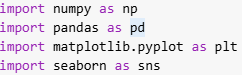 import numpy as np
import pandas as pd
import matplotlib.pyplot as plt
import seaborn as sns